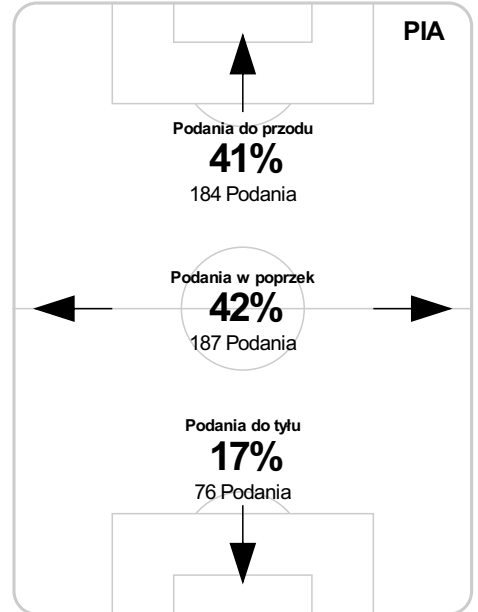 PIA
Podania do przodu
41%
184 Podania
Podania w poprzek
42%
187 Podania
Podania do tyłu
17%
76 Podania